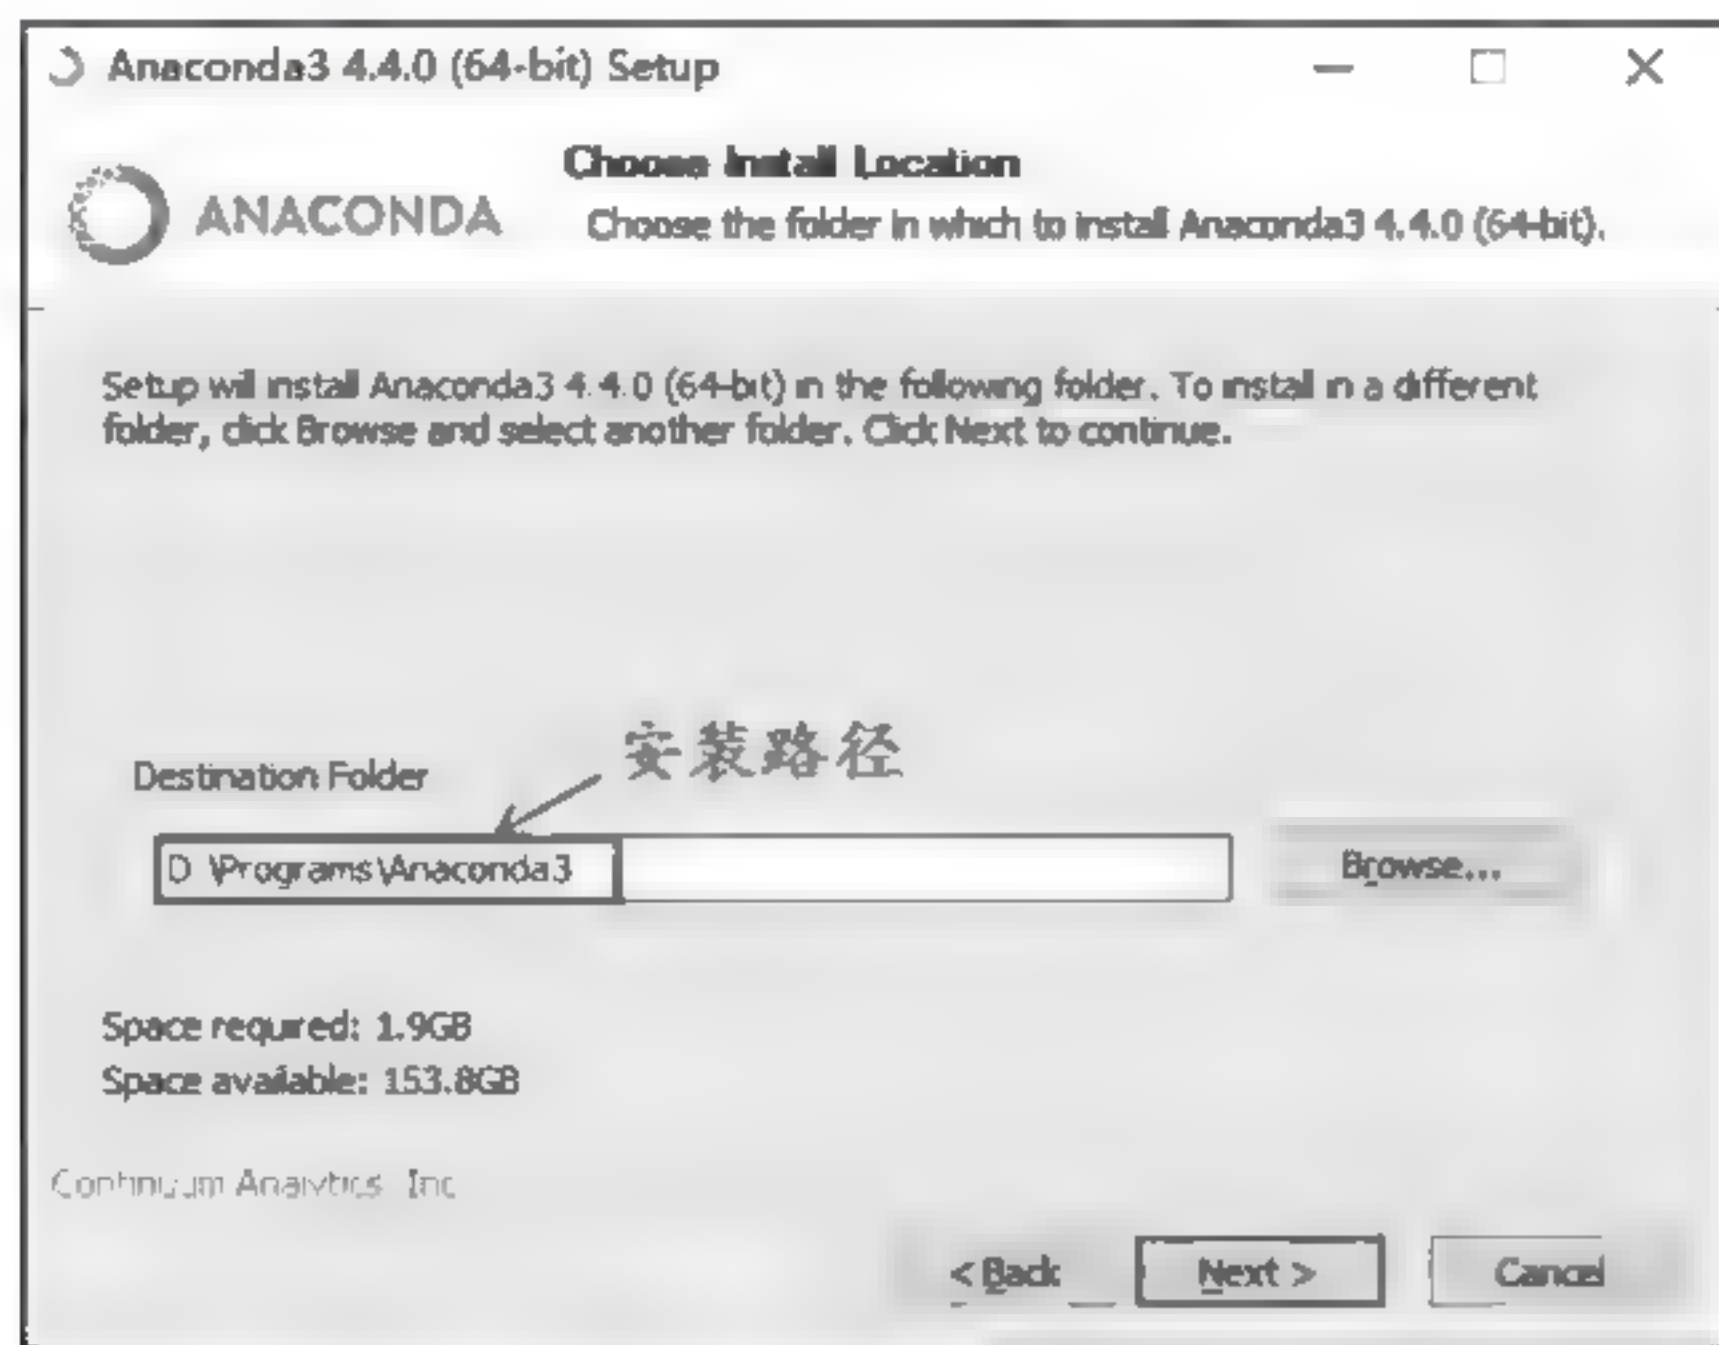 Anaconda3 4.4.0 (64-bit) Setup
ANACONDA
Choose Install Location
Choose the folder in which to install Anaconda3 4.4.0 (64-bit).
Setup will install Anaconda3 4.4.0 (64-bit) in the following folder. To install in a different
folder, click Browse and select another folder. Click Next to continue.
安装路径
Destination Folder
D:\Programs\Anaconda3
Browse...
Space required: 1.9GB
Space available: 153.8GB
Continuum Analytics, Inc.
< Back
Next >
Cancel